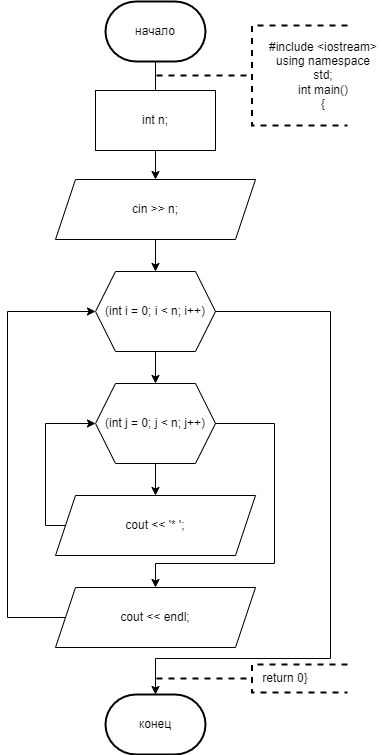 начало
#include <iostream>
using namespace
std;
int main()
{
int n;
cin >> n;
(int i = 0; i < n; i++)
(int j = 0; j < n; j++)
cout << '* ';
cout << endl;
return 0}
конец